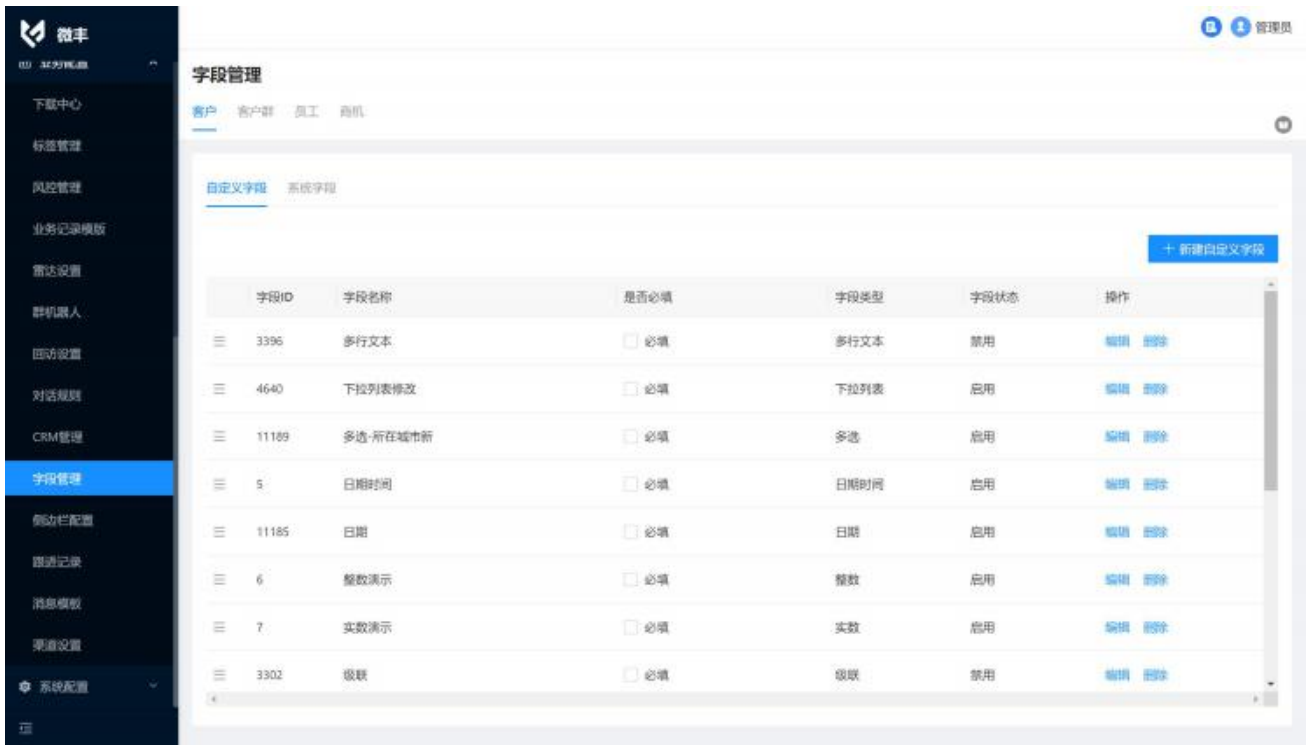 微丰
管理员
业务配置
下载中心
标签管理
风控管理
业务记录模版
雷达设置
群机器人
回访设置
对话规则
CRM管理
字段管理
侧边栏配置
跟进记录
消息模板
渠道设置
系统配置
字段管理
客户 客户群 员工 商机
自定义字段 系统字段
+ 新建自定义字段
字段ID 字段名称 是否必填 字段类型 字段状态 操作
3396 多行文本 必填 多行文本 禁用 编辑 删除
4640 下拉列表修改 必填 下拉列表 启用 编辑 删除
11189 多选-所在城市新 必填 多选 启用 编辑 删除
5 日期时间 必填 日期时间 启用 编辑 删除
11185 日期 必填 日期 启用 编辑 删除
6 整数演示 必填 整数 启用 编辑 删除
7 实数演示 必填 实数 启用 编辑 删除
3302 级联 必填 级联 禁用 编辑 删除